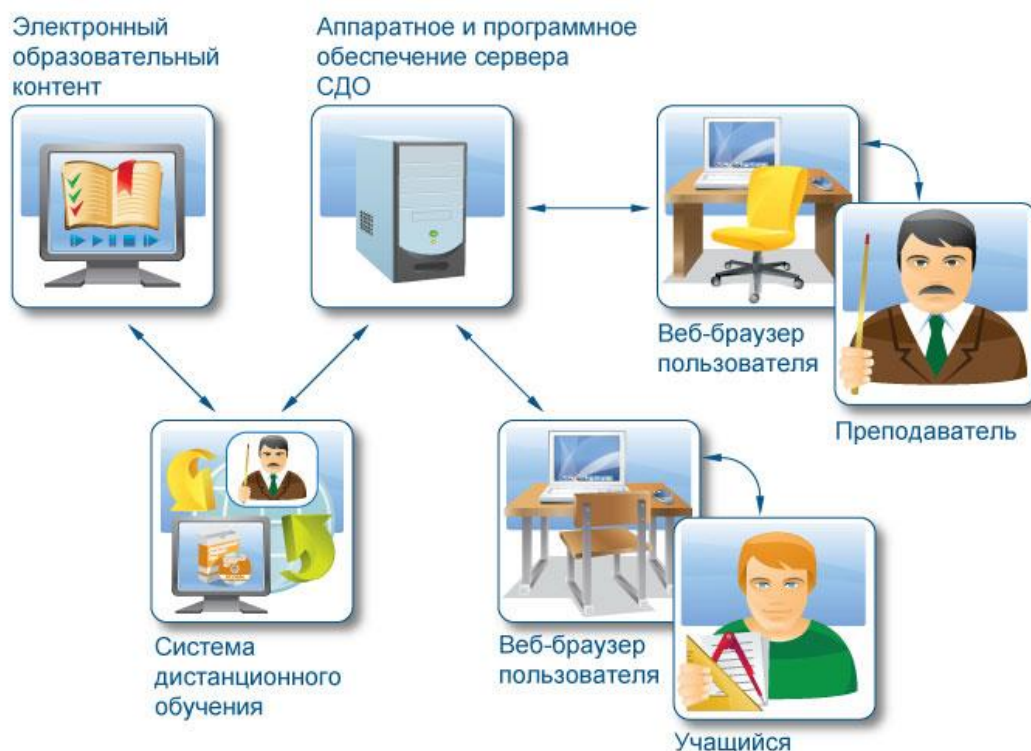 Электронный
образовательный
контент
Аппаратное и программное
обеспечение сервера
СДО
Веб-браузер
пользователя
Преподаватель
Система
дистанционного
обучения
Веб-браузер
пользователя
Учащийся